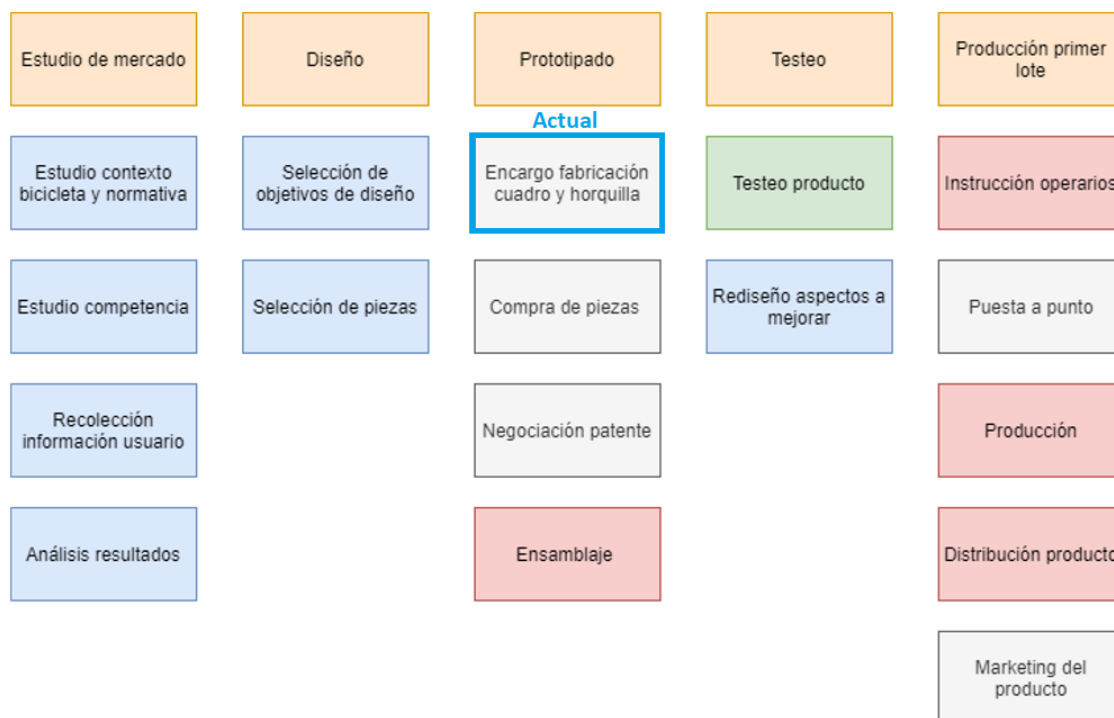 Estudio de mercado
Diseño
Prototipado
Testeo
Producción primer
lote
Actual
Estudio contexto
bicicleta y normativa
Selección de
objetivos de diseño
Encargo fabricación
cuadro y horquilla
Testeo producto
Instrucción operarios
Estudio competencia
Selección de piezas
Compra de piezas
Rediseño aspectos a
mejorar
Puesta a punto
Recolección
información usuario
Negociación patente
Producción
Análisis resultados
Ensamblaje
Distribución producto
Marketing del
producto